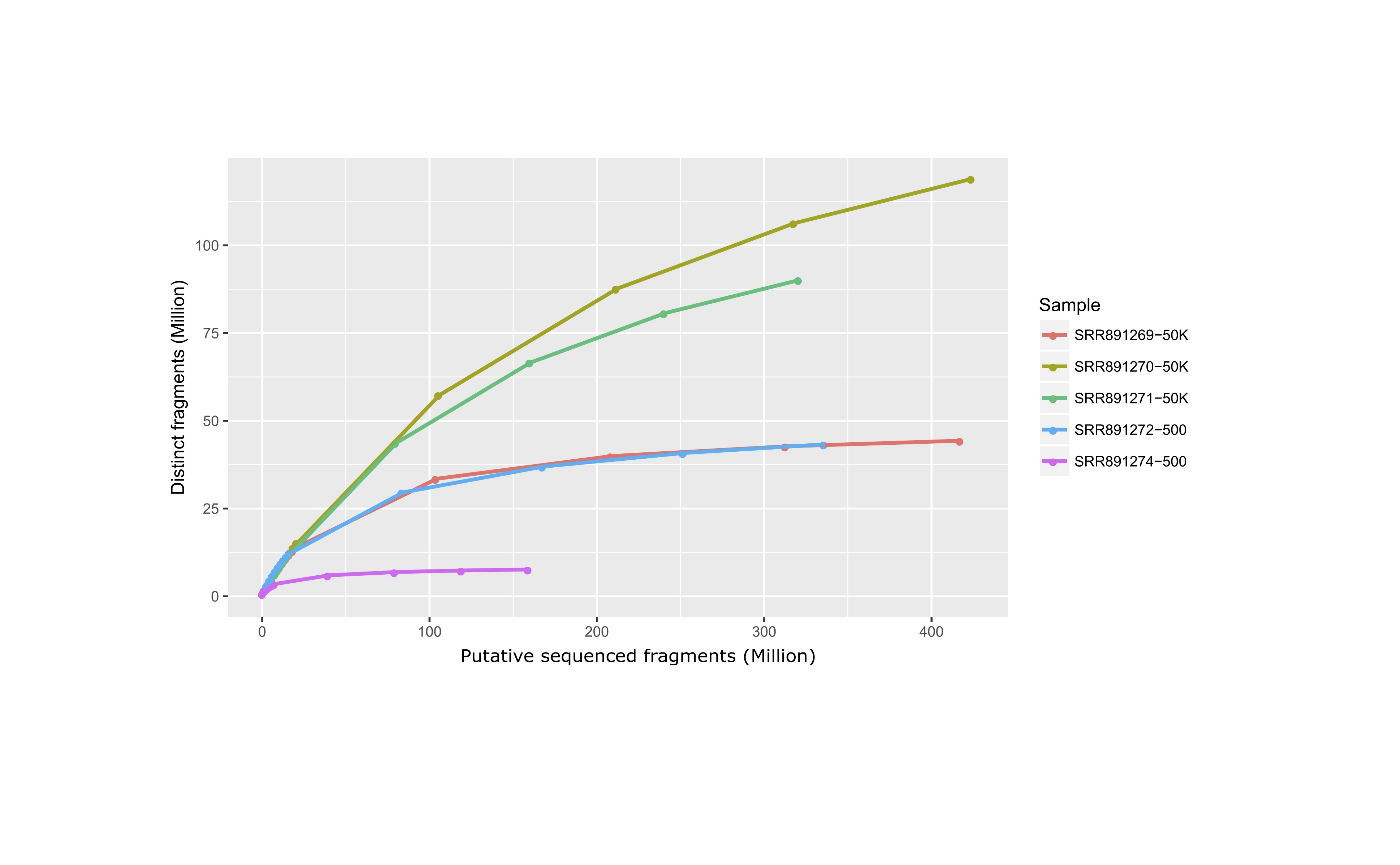 Distinct fragments (Million)
100
75
50
25
0
0 100 200 300 400
Putative sequenced fragments (Million)
Sample
SRR891269−50K
SRR891270−50K
SRR891271−50K
SRR891272−500
SRR891274−500